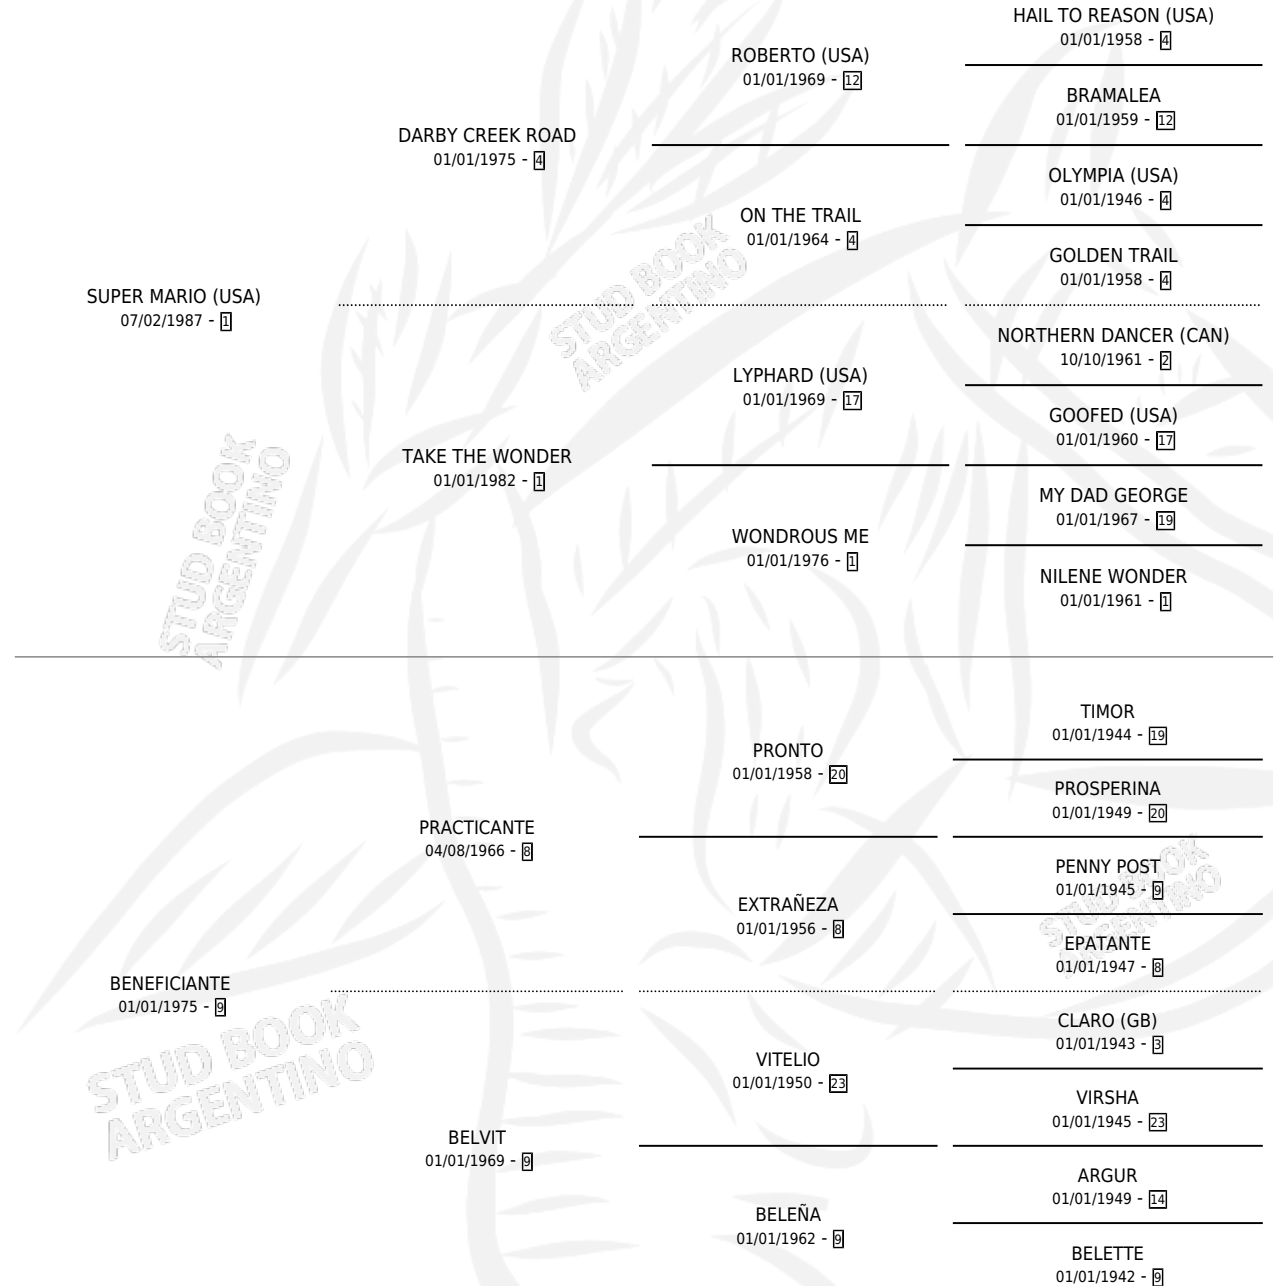 HAIL TO REASON (USA)
01/01/1958 - 4
ROBERTO (USA)
01/01/1969 - 12
BRAMALEA
01/01/1959 - 12
DARBY CREEK ROAD
01/01/1975 - 4
OLYMPIA (USA)
01/01/1946 - 4
ON THE TRAIL
01/01/1964 - 4
GOLDEN TRAIL
01/01/1958 - 4
SUPER MARIO (USA)
07/02/1987 - 1
NORTHERN DANCER (CAN)
10/10/1961 - 2
LYPHARD (USA)
01/01/1969 - 17
GOOFED (USA)
01/01/1960 - 17
TAKE THE WONDER
01/01/1982 - 1
MY DAD GEORGE
01/01/1967 - 19
WONDROUS ME
01/01/1976 - 1
NILENE WONDER
01/01/1961 - 1
TIMOR
01/01/1944 - 19
PRONTO
01/01/1958 - 20
PROSPERINA
01/01/1949 - 20
PRACTICANTE
04/08/1966 - 8
PENNY POST
01/01/1945 - 9
EXTRAÑEZA
01/01/1956 - 8
EPATANTE
01/01/1947 - 8
BENEFICIANTE
01/01/1975 - 9
CLARO (GB)
01/01/1943 - 3
VITELIO
01/01/1950 - 23
VIRSHA
01/01/1945 - 23
BELVIT
01/01/1969 - 9
ARGUR
01/01/1949 - 14
BELEÑA
01/01/1962 - 9
BELETTE
01/01/1942 - 9
STUD BOOK
ARGENTINO
STUD BOOK
ARGENTINO
STUD BOOK
ARGENTINO
STUD BOOK
ARGENTINO